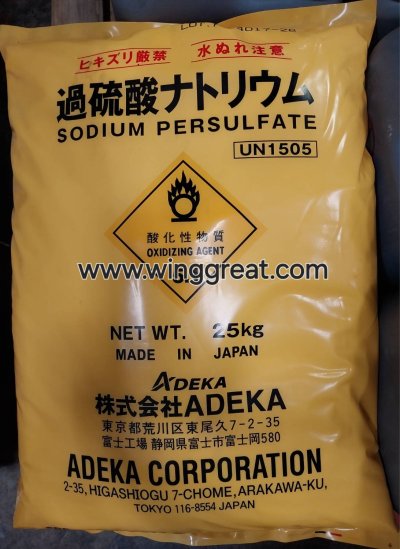 ヒキズリ厳禁 水ぬれ注意
過硫酸ナトリウム
SODIUM PERSULFATE
UN1505
酸化性物質
OXIDIZING AGENT
www.winggreat.com
NET WT. 25kg
MADE IN JAPAN
ADEKA
株式会社ADEKA
東京都荒川区東尾久7-2-35
富士工場 静岡県富士市富士岡580
ADEKA CORPORATION
2-35, HIGASHIOGU 7-CHOME, ARAKAWA-KU,
TOKYO 116-8554 JAPAN